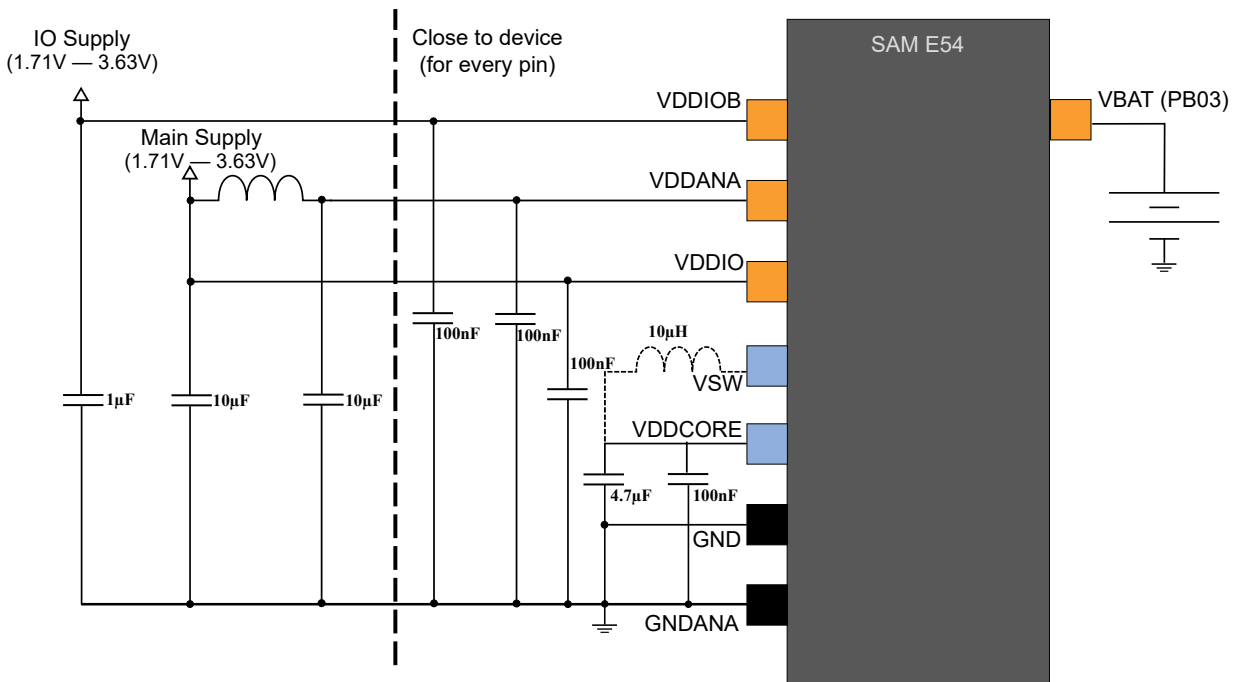 IO Supply
(1.71V — 3.63V)
Close to device
(for every pin)
SAM E54
VDDIOB
VBAT (PB03)
Main Supply
(1.71V — 3.63V)
VDDANA
VDDIO
100nF
100nF
10µH
100nF
VSW
1µF
10µF
10µF
VDDCORE
4.7µF
100nF
GND
GNDANA